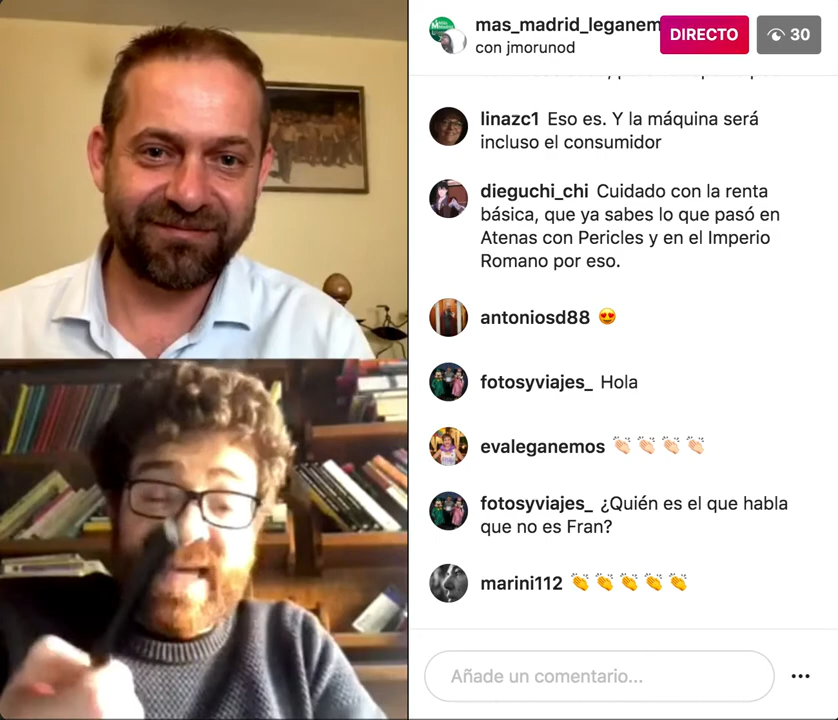 mas_madrid_leganem
con jmorunod
DIRECTO
30
linazc1 Eso es. Y la máquina será
incluso el consumidor
dieguchi_chi Cuidado con la renta
básica, que ya sabes lo que pasó en
Atenas con Pericles y en el Imperio
Romano por eso.
antoniosd88 😍
fotosyviajes_ Hola
evaleganemos 👏🏻👏🏻👏🏻👏🏻
fotosyviajes_ ¿Quién es el que habla
que no es Fran?
marini112 👏👏👏👏👏
Añade un comentario...